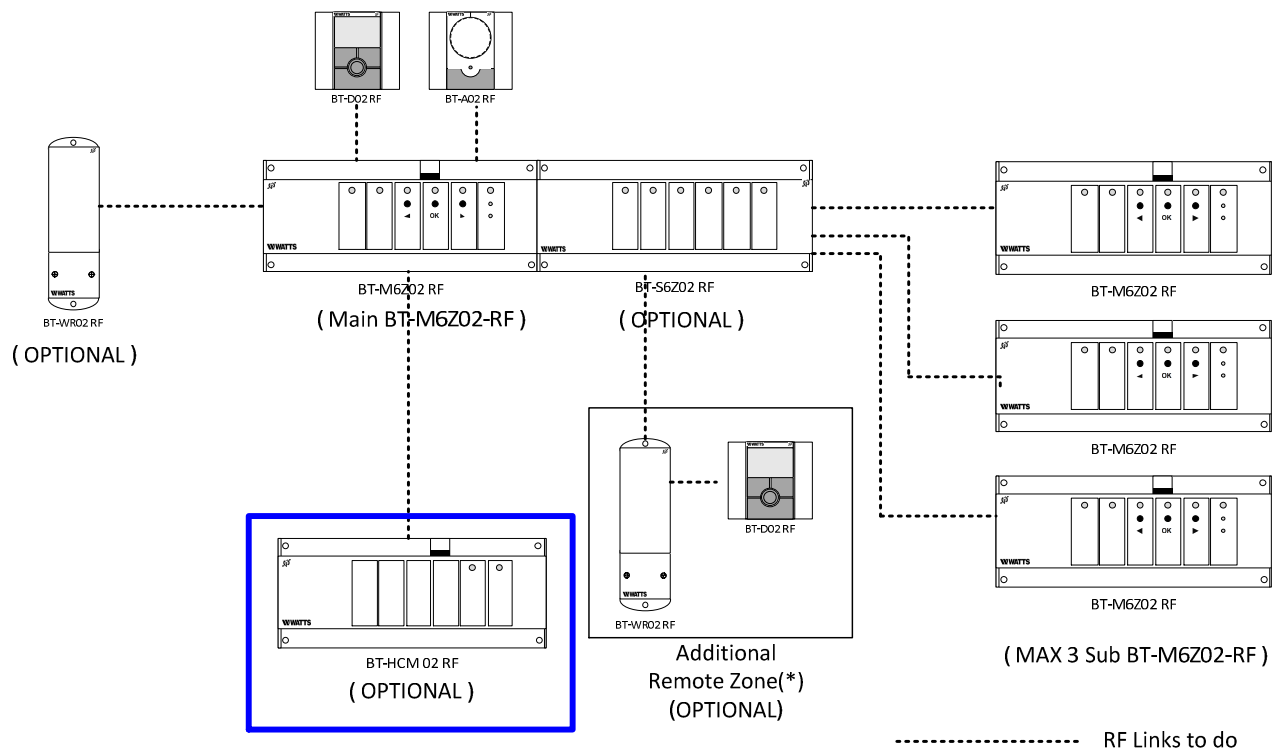 WATTS
WATTS
BT-D02 RF
BT-A02 RF
OK
WATTS
WATTS
BT-M6Z02 RF
( Main BT-M6Z02-RF )
BT-S6Z02 RF
( OPTIONAL )
WATTS
BT-WR02 RF
( OPTIONAL )
OK
WATTS
BT-M6Z02 RF
OK
WATTS
BT-M6Z02 RF
OK
WATTS
BT-M6Z02 RF
( MAX 3 Sub BT-M6Z02-RF )
WATTS
BT-HCM 02 RF
( OPTIONAL )
WATTS
BT-D02 RF
WATTS
BT-WR02 RF
Additional
Remote Zone(*)
(OPTIONAL)
RF Links to do